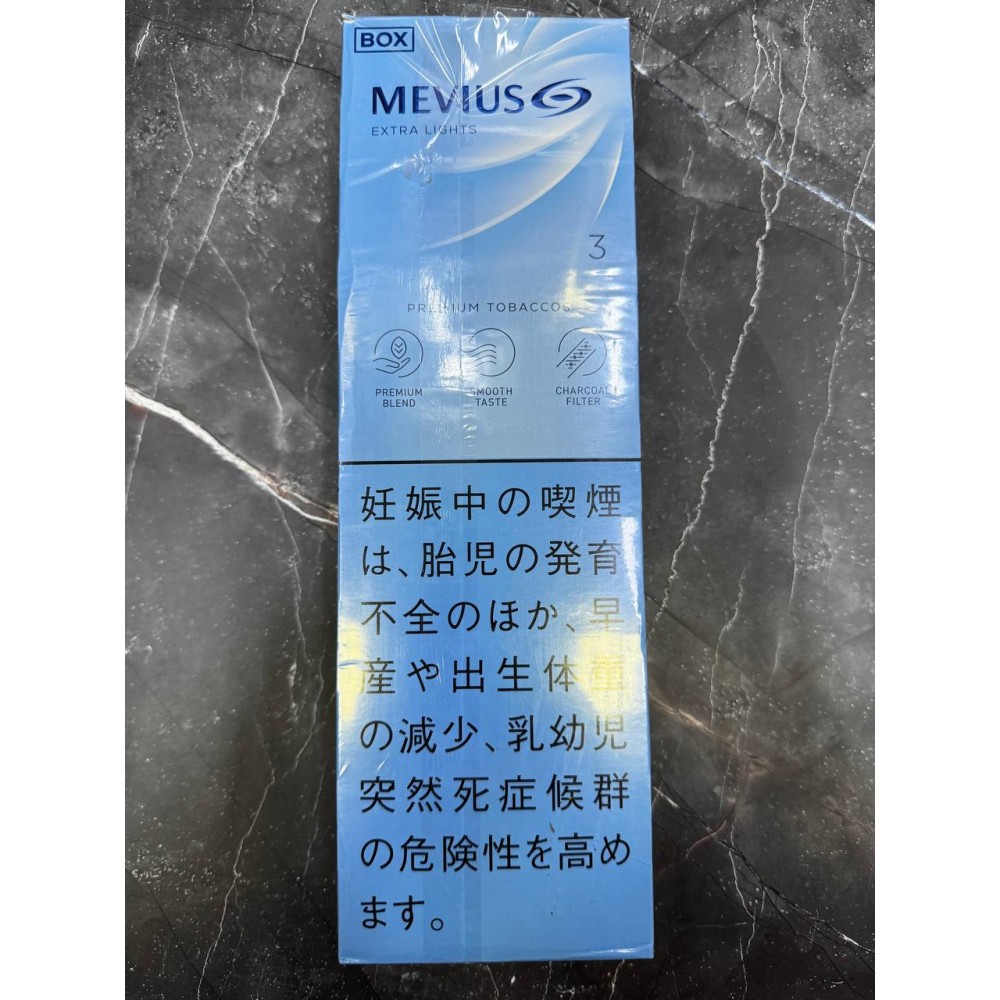 BOX
MEVIUS
EXTRA LIGHTS
3
PREMIUM TOBACCOS
PREMIUM
BLEND
SMOOTH
TASTE
CHARCOAL
FILTER
妊娠中の喫煙
は、胎児の発育
不全のほか、早
産や出生体重
の減少、乳幼児
突然死症候群
の危険性を高め
ます。